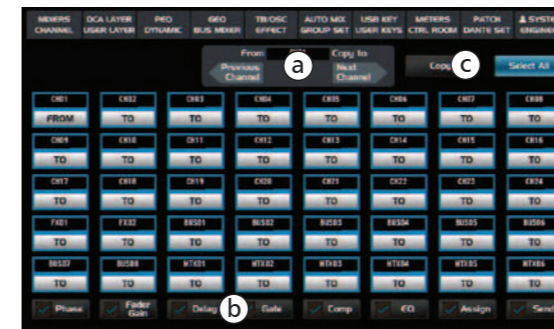 MIXERS DCA LAYER PEQ GEQ TB/OSC AUTO MIX USB KEY METERS PATCH SYSTEM
CHANNEL USER LAYER DYNAMIC BUS MIXER EFFECT GROUP SET USER KEYS CTRL ROOM DANTE SET ENGINEER
From Copy to
a
Previous Channel
Next Channel
Copy
c
Select All
CH01 CH02 CH03 CH04 CH05 CH06 CH07 CH08
FROM TO TO TO TO TO TO TO
CH09 CH10 CH11 CH12 CH13 CH14 CH15 CH16
TO TO TO TO TO TO TO TO
CH17 CH18 CH19 CH20 CH21 CH22 CH23 CH24
TO TO TO TO TO TO TO TO
FX01 FX02 BUS01 BUS02 BUS03 BUS04 BUS05 BUS06
TO TO TO TO TO TO TO TO
BUS07 BUS08 MTX01 MTX02 MTX03 MTX04 MTX05 MTX06
TO TO TO TO TO TO TO TO
Phase Fader Gain Delay b Gate Comp EQ Assign